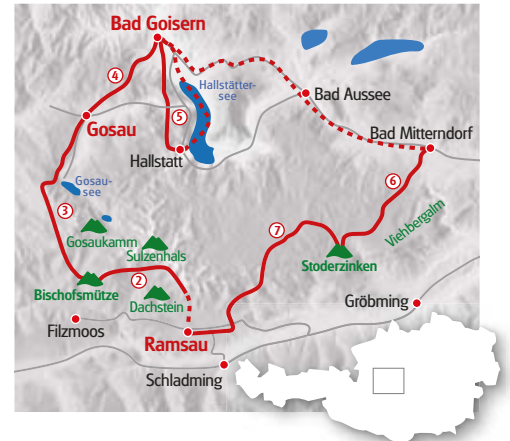 Bad Goisern
④
Hallstätter-
see
Bad Aussee
Gosau
⑤
Bad Mitterndorf
Hallstatt
Gosau-
see
⑥
③
Viehbergalm
Gosaukamm
⑦
Sulzenhals
Stoderzinken
Bischofsmütze
②
Dachstein
Gröbming
Filzmoos
Ramsau
Schladming